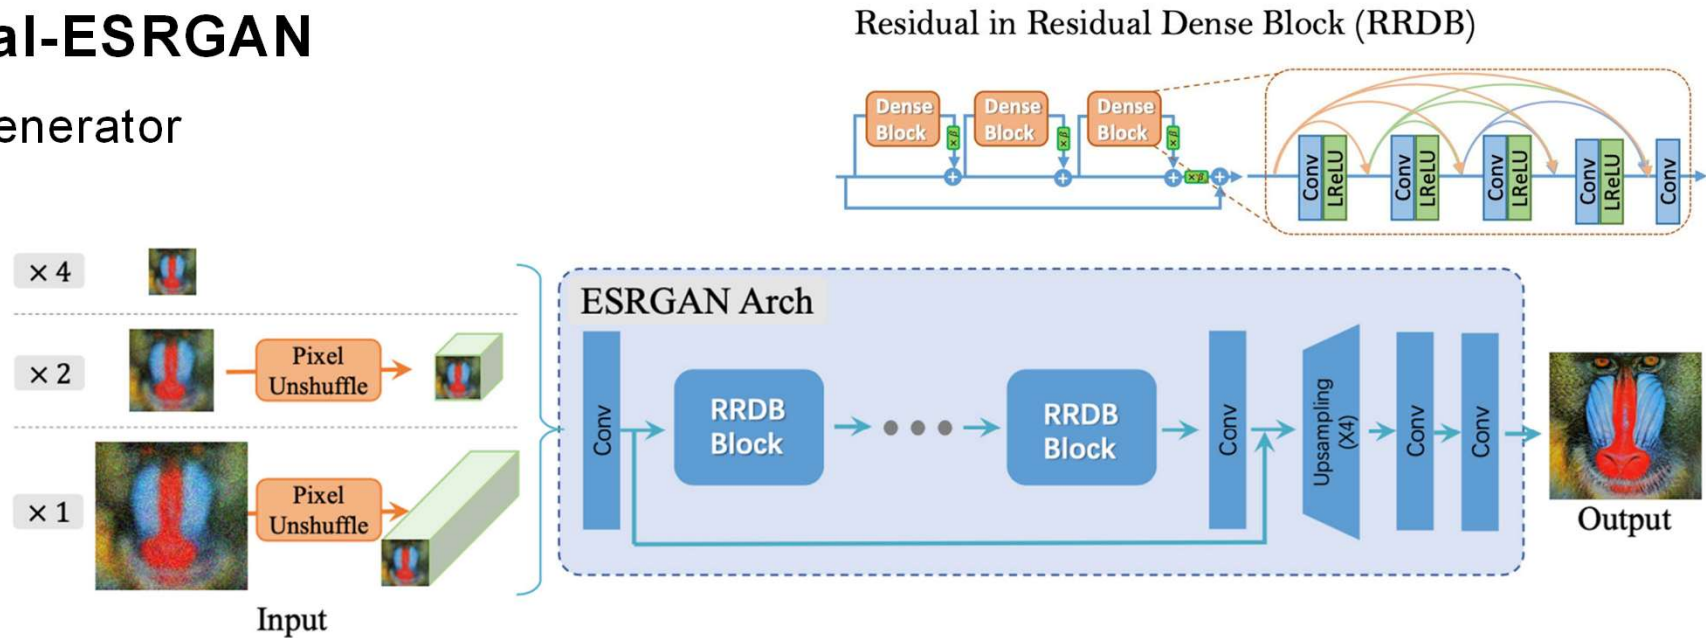 al-ESRGAN
enerator
Residual in Residual Dense Block (RRDB)
Dense
Block
×β
Dense
Block
×β
Dense
Block
×β
×β
Conv
LReLU
Conv
LReLU
Conv
LReLU
Conv
LReLU
Conv
× 4
× 2
Pixel
Unshuffle
× 1
Pixel
Unshuffle
Input
ESRGAN Arch
Conv
RRDB
Block
RRDB
Block
Conv
Upsampling
(X4)
Conv
Conv
Output